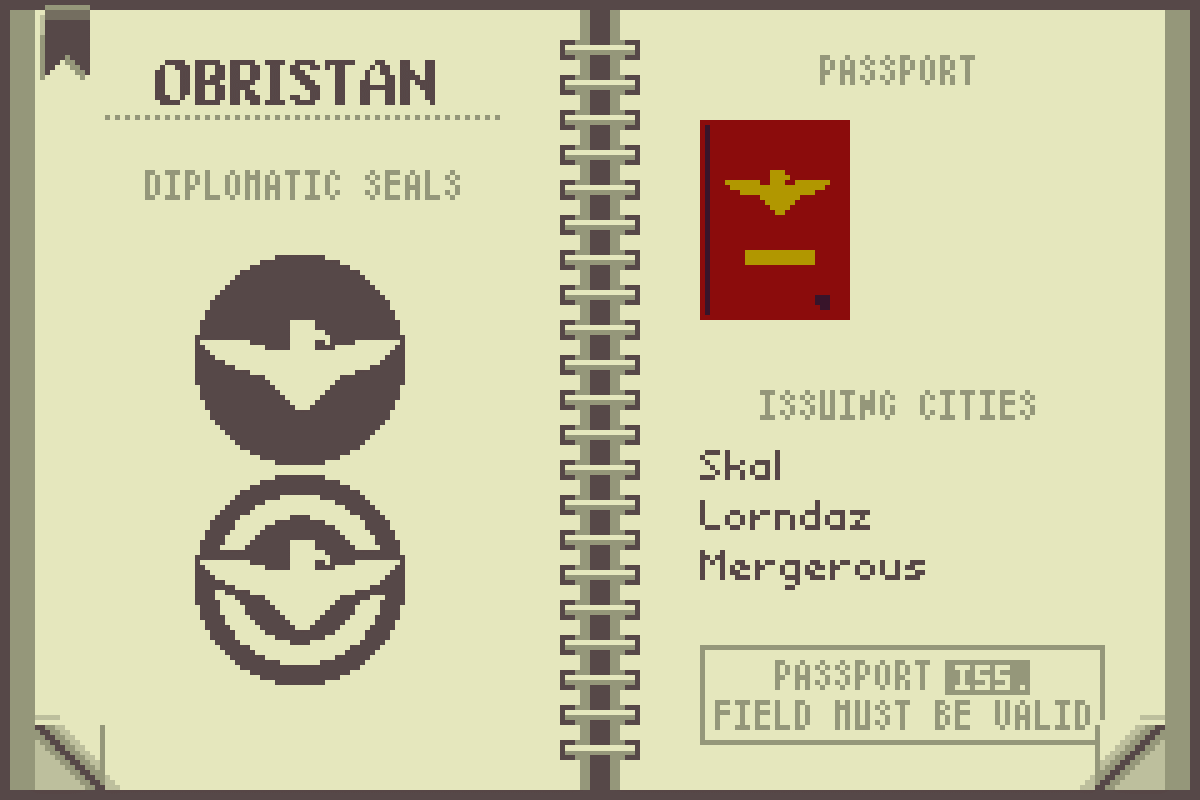 OBRISTAN
DIPLOMATIC SEALS
PASSPORT
ISSUING CITIES
Skal
Lorndaz
Mergerous
PASSPORT ISS.
FIELD MUST BE VALID